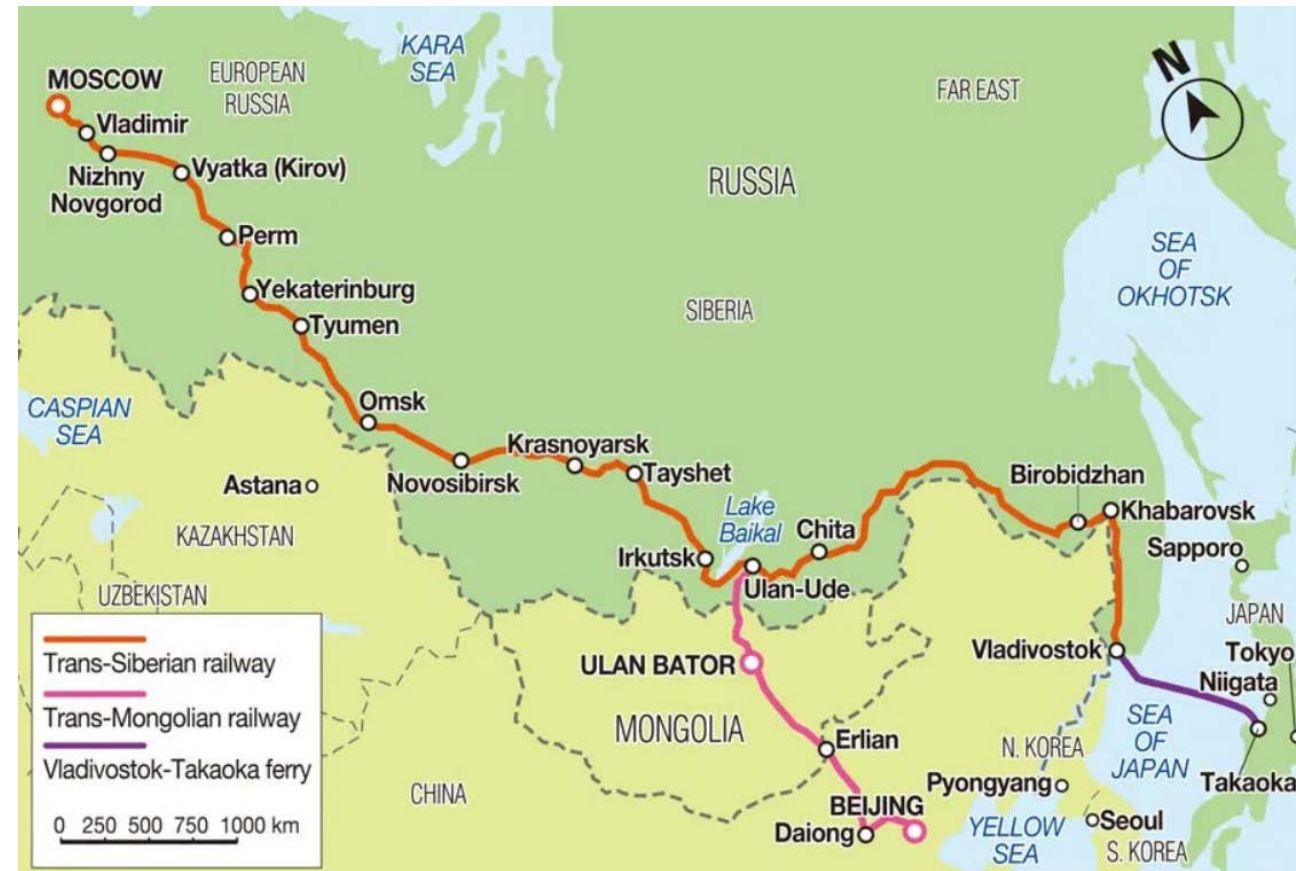 KARA
SEA
N
MOSCOW
EUROPEAN
RUSSIA
FAR EAST
Vladimir
Nizhny
Novgorod
Vyatka (Kirov)
RUSSIA
Perm
SEA
OF
OKHOTSK
Yekaterinburg
SIBERIA
Tyumen
CASPIAN
SEA
Omsk
Krasnoyarsk
Novosibirsk
Tayshet
Astana
KAZAKHSTAN
Lake
Baikal
Birobidzhan
Khabarovsk
Chita
Sapporo
Irkutsk
Ulan-Ude
UZBEKISTAN
JAPAN
Trans-Siberian railway
Trans-Mongolian railway
Vladivostok-Takaoka ferry
0 250 500 750 1000 km
ULAN BATOR
Vladivostok
Tokyo
Niigata
MONGOLIA
SEA
OF
JAPAN
Erlian
N. KOREA
Pyongyang
Takaoka
CHINA
BEIJING
Daiong
YELLOW
SEA
Seoul
S. KOREA